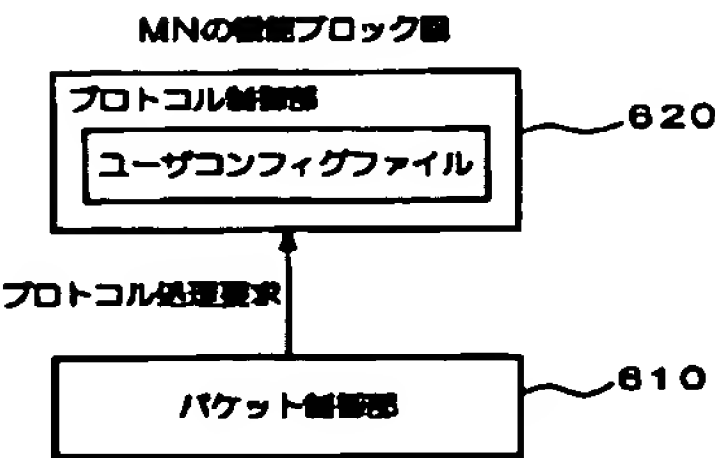 MNの機能ブロック図
プロトコル制御部
620
ユーザコンフィグファイル
プロトコル処理要求
パケット制御部
610